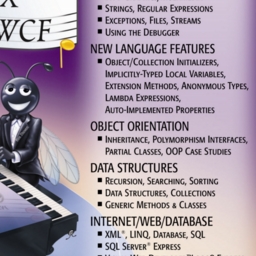 X
WCF
■ Strings, Regular Expressions
■ Exceptions, Files, Streams
■ Using the Debugger
NEW LANGUAGE FEATURES
■ Object/Collection Initializers,
Implicitly-Typed Local Variables,
Extension Methods, Anonymous Types,
Lambda Expressions,
Auto-Implemented Properties
OBJECT ORIENTATION
■ Inheritance, Polymorphism Interfaces,
Partial Classes, OOP Case Studies
DATA STRUCTURES
■ Recursion, Searching, Sorting
■ Data Structures, Collections
■ Generic Methods & Classes
INTERNET/WEB/DATABASE
■ XML®, LINQ, Database, SQL
■ SQL Server® Express